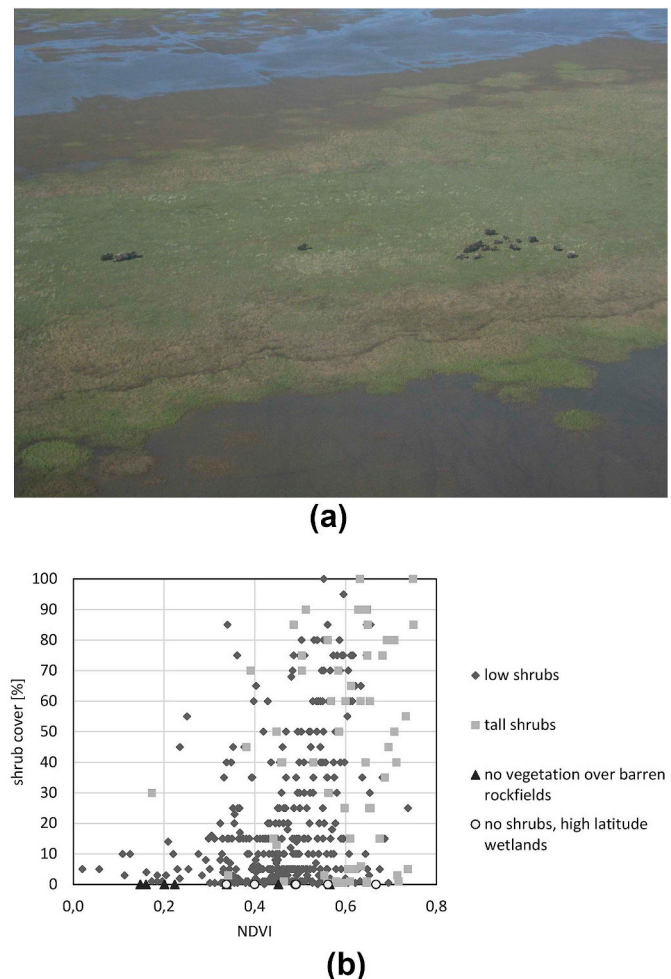 (a)
100
90
80
70
60
50
40
30
20
10
0
shrub cover [%]
0,0 0,2 0,4 0,6 0,8
NDVI
low shrubs
tall shrubs
no vegetation over barren
rockfields
no shrubs, high latitude
wetlands
(b)